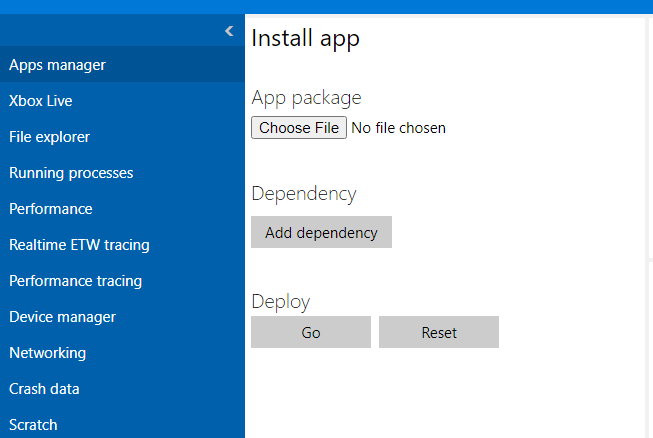 Apps manager
Xbox Live
File explorer
Running processes
Performance
Realtime ETW tracing
Performance tracing
Device manager
Networking
Crash data
Scratch
Install app
App package
Choose File No file chosen
Dependency
Add dependency
Deploy
Go Reset